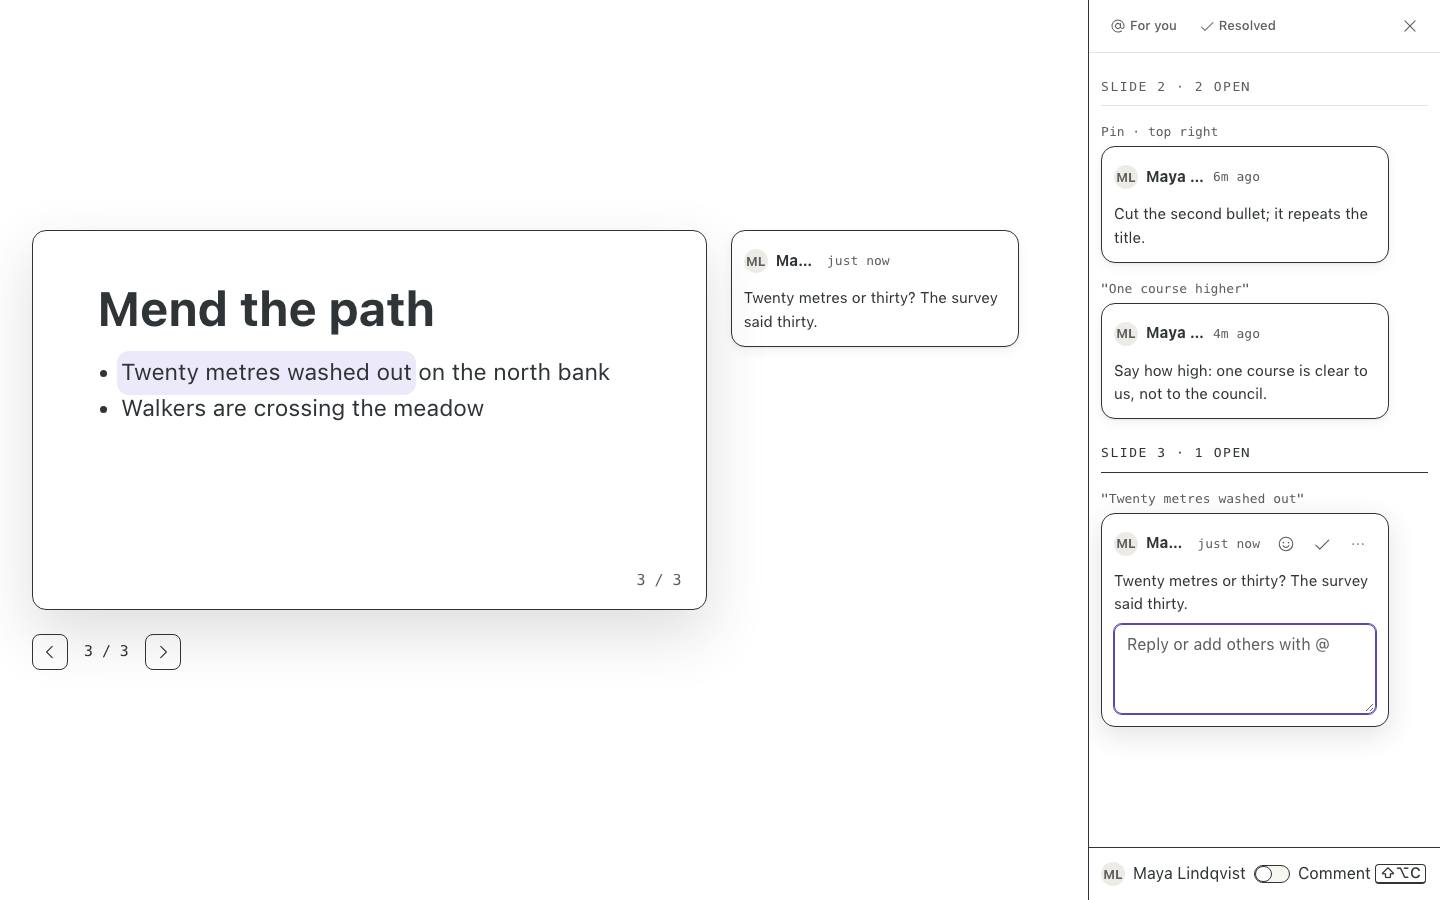 Mend the path
• Twenty metres washed out on the north bank
• Walkers are crossing the meadow
3 / 3
3 / 3
ML Ma... just now
Twenty metres or thirty? The survey
said thirty.
@ For you Resolved
SLIDE 2 · 2 OPEN
Pin · top right
ML Maya ... 6m ago
Cut the second bullet; it repeats the
title.
"One course higher"
ML Maya ... 4m ago
Say how high: one course is clear to
us, not to the council.
SLIDE 3 · 1 OPEN
"Twenty metres washed out"
ML Ma... just now
Twenty metres or thirty? The survey
said thirty.
Reply or add others with @
ML Maya Lindqvist Comment ⇧⌥C